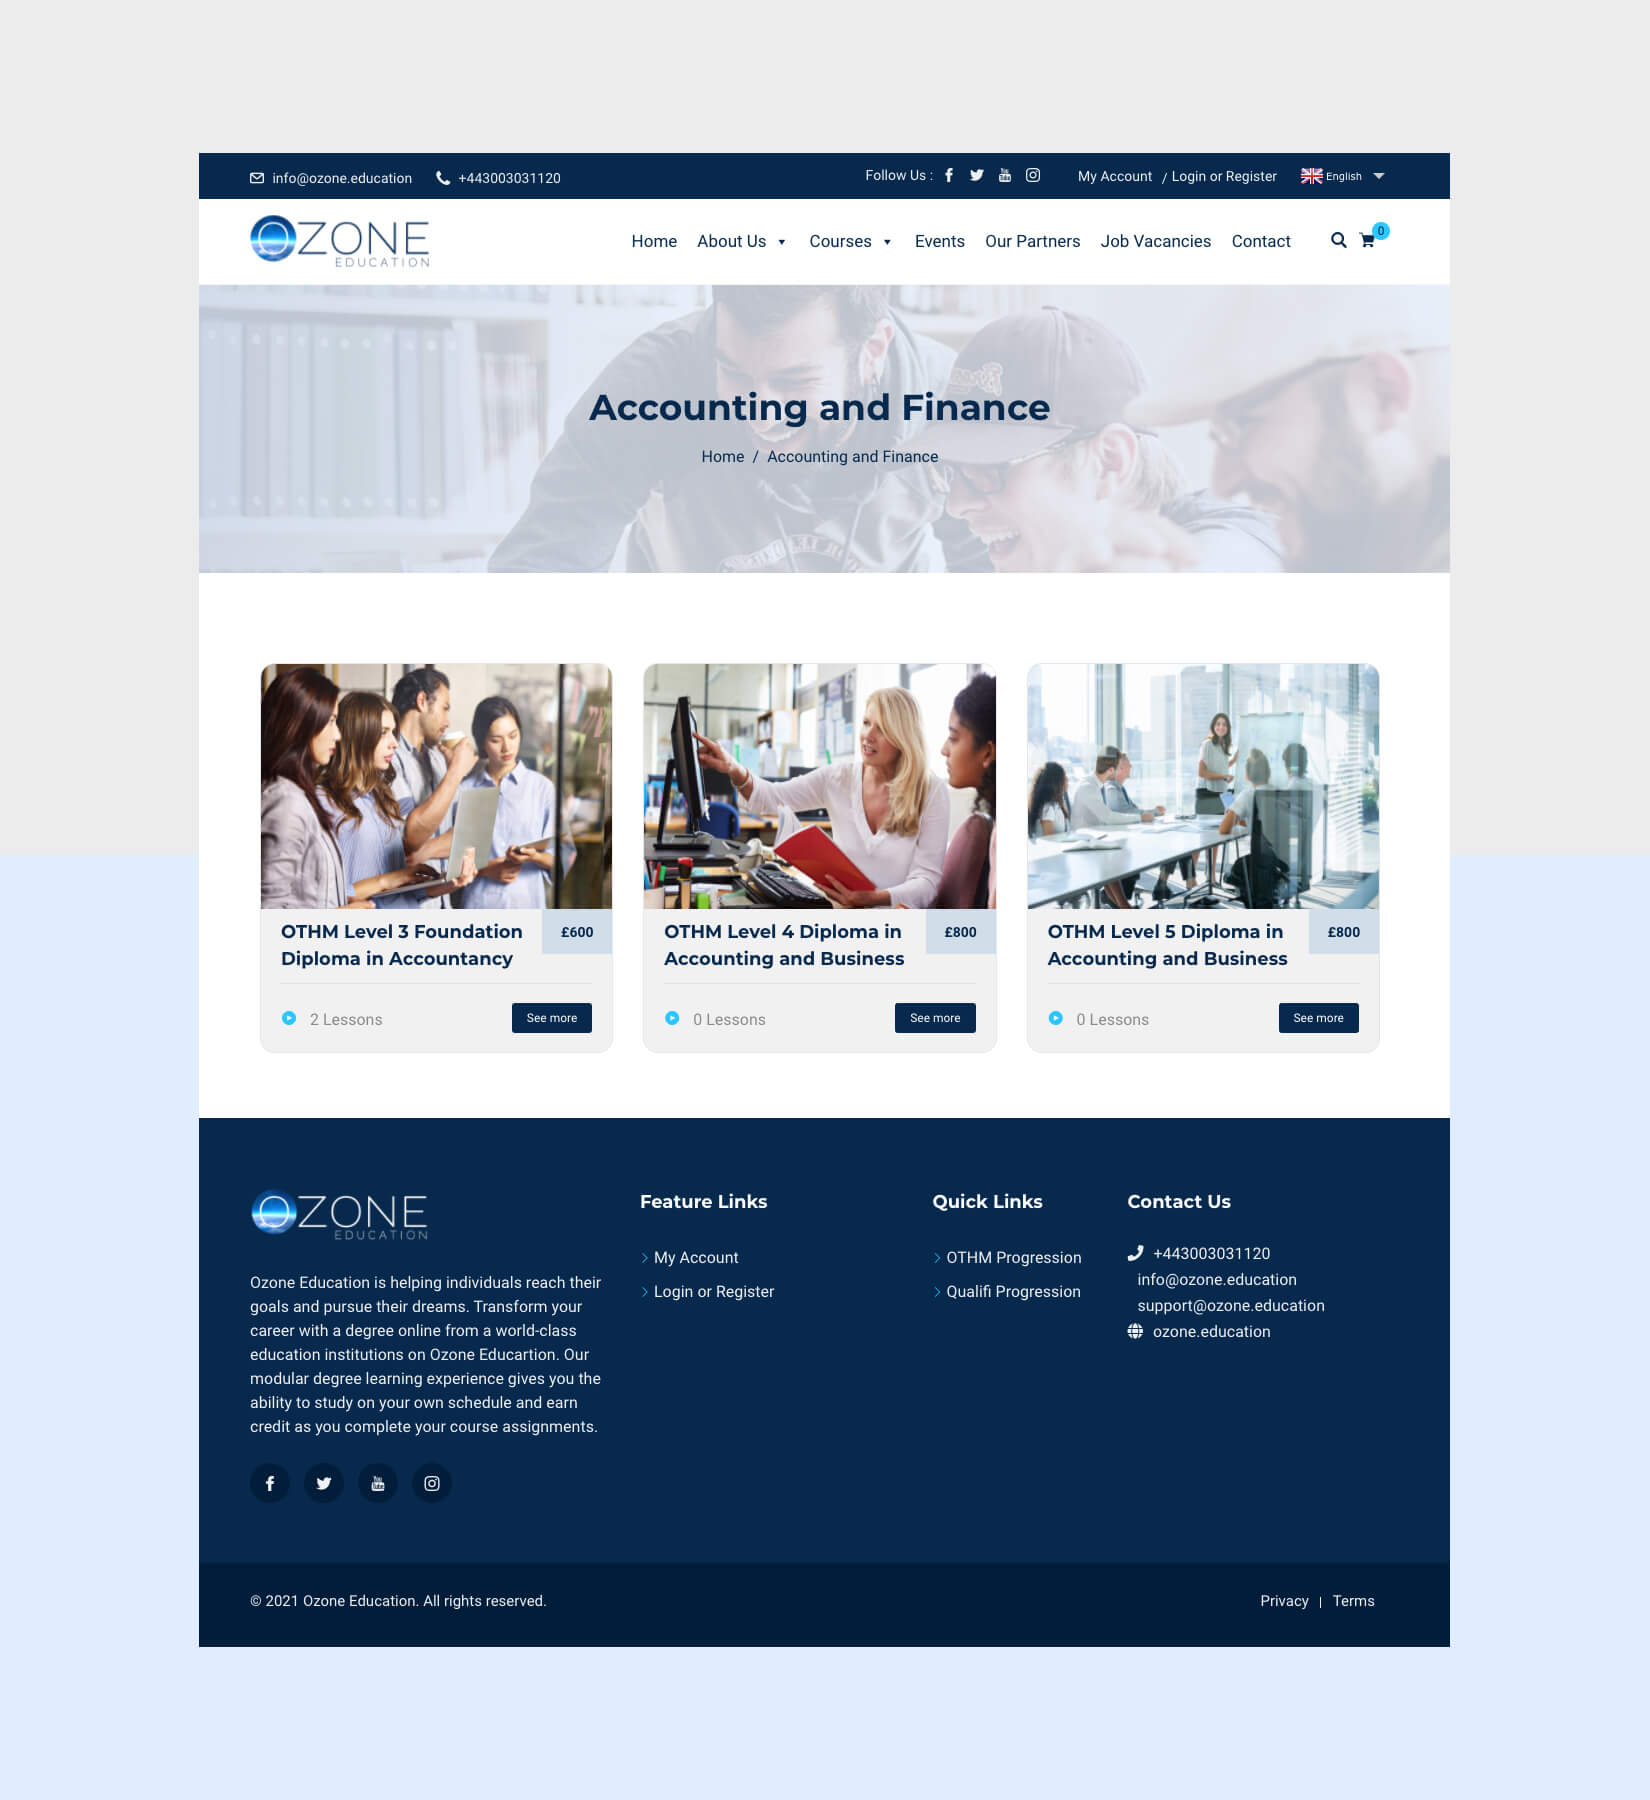 info@ozone.education +443003031120 Follow Us : My Account / Login or Register English
OZONE
EDUCATION
Home About Us Courses Events Our Partners Job Vacancies Contact 0
Accounting and Finance
Home / Accounting and Finance
OTHM Level 3 Foundation
Diploma in Accountancy
£600
2 Lessons
See more
OTHM Level 4 Diploma in
Accounting and Business
£800
0 Lessons
See more
OTHM Level 5 Diploma in
Accounting and Business
£800
0 Lessons
See more
OZONE
EDUCATION
Ozone Education is helping individuals reach their
goals and pursue their dreams. Transform your
career with a degree online from a world-class
education institutions on Ozone Educartion. Our
modular degree learning experience gives you the
ability to study on your own schedule and earn
credit as you complete your course assignments.
Feature Links
My Account
Login or Register
Quick Links
OTHM Progression
Qualifi Progression
Contact Us
+443003031120
info@ozone.education
support@ozone.education
ozone.education
© 2021 Ozone Education. All rights reserved.
Privacy | Terms